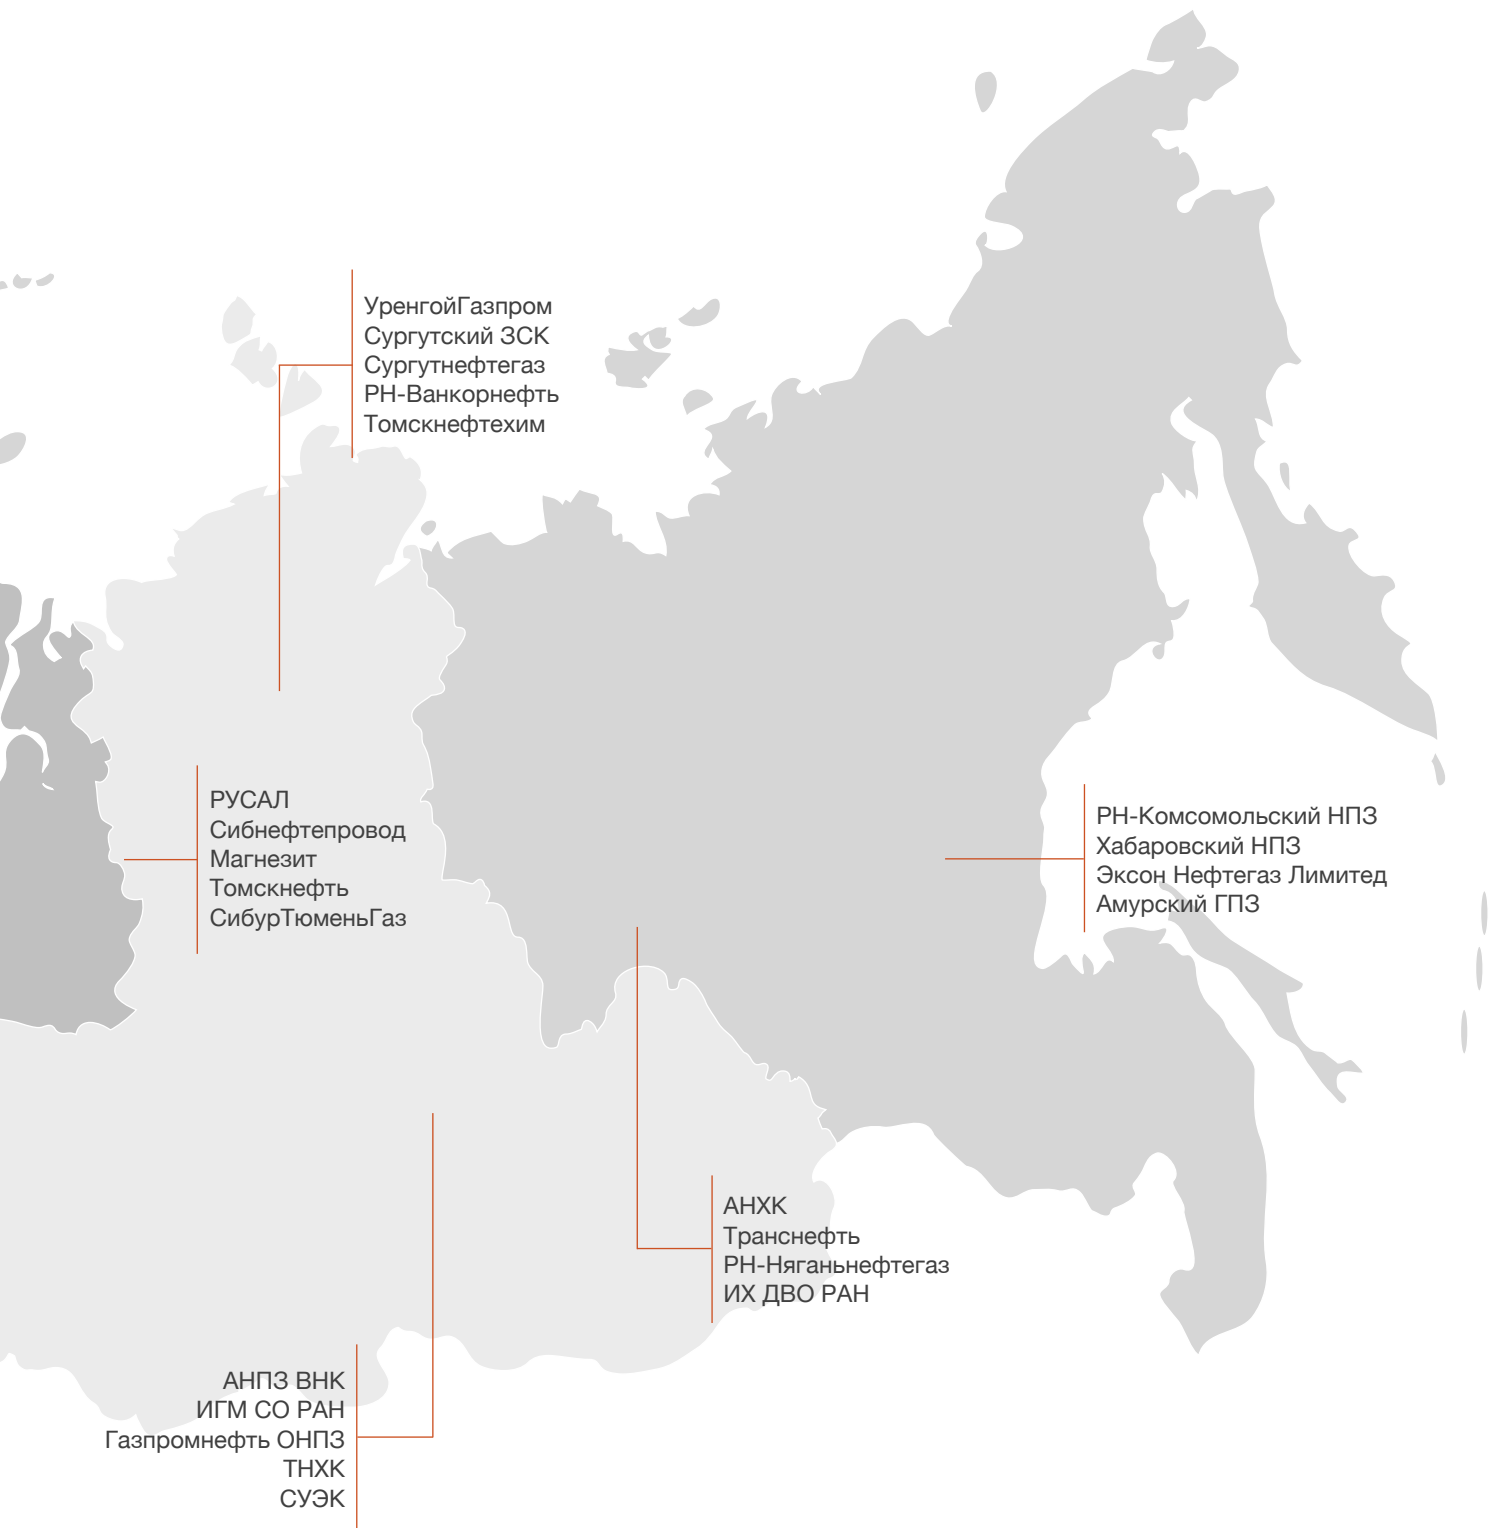 УренгойГазпром
Сургутский ЗСК
Сургутнефтегаз
РН-Ванкорнефть
Томскнефтехим
РУСАЛ
Сибнефтепровод
Магнезит
Томскнефть
СибурТюменьГаз
РН-Комсомольский НПЗ
Хабаровский НПЗ
Эксон Нефтегаз Лимитед
Амурский ГПЗ
АНХК
Транснефть
РН-Няганьнефтегаз
ИХ ДВО РАН
АНПЗ ВНК
ИГМ СО РАН
Газпромнефть ОНПЗ
ТНХК
СУЭК